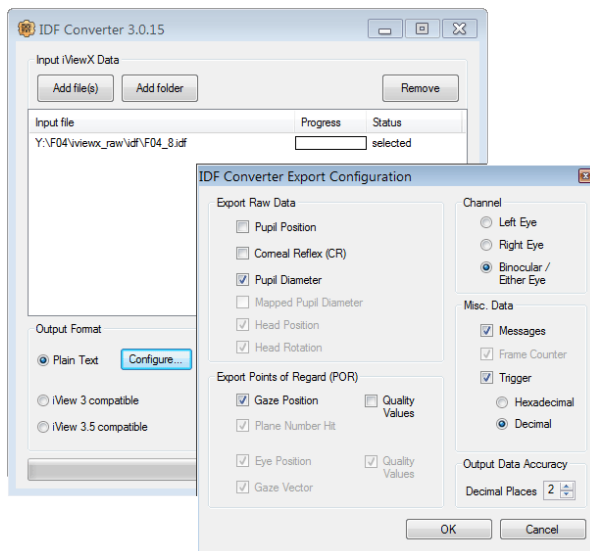 IDF Converter 3.0.15
Input iViewX Data
Add file(s) Add folder Remove
Input file Progress Status
Y:\F04\iviewx_raw\idf\F04_8.idf selected
Output Format
Plain Text Configure...
iView 3 compatible
iView 3.5 compatible
IDF Converter Export Configuration
Export Raw Data
Pupil Position
Corneal Reflex (CR)
Pupil Diameter
Mapped Pupil Diameter
Head Position
Head Rotation
Export Points of Regard (POR)
Gaze Position Quality
Values
Plane Number Hit
Eye Position Quality
Values
Gaze Vector
Channel
Left Eye
Right Eye
Binocular /
Either Eye
Misc. Data
Messages
Frame Counter
Trigger
Hexadecimal
Decimal
Output Data Accuracy
Decimal Places 2
OK Cancel